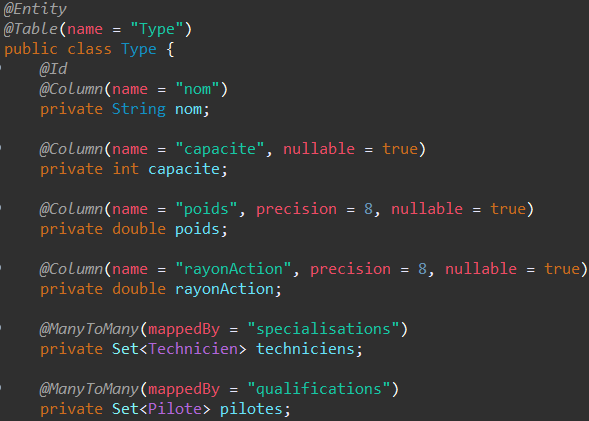 @Entity
@Table(name = "Type")
public class Type {
@Id
@Column(name = "nom")
private String nom;
@Column(name = "capacite", nullable = true)
private int capacite;
@Column(name = "poids", precision = 8, nullable = true)
private double poids;
@Column(name = "rayonAction", precision = 8, nullable = true)
private double rayonAction;
@ManyToMany(mappedBy = "specialisations")
private Set<Technicien> techniciens;
@ManyToMany(mappedBy = "qualifications")
private Set<Pilote> pilotes;